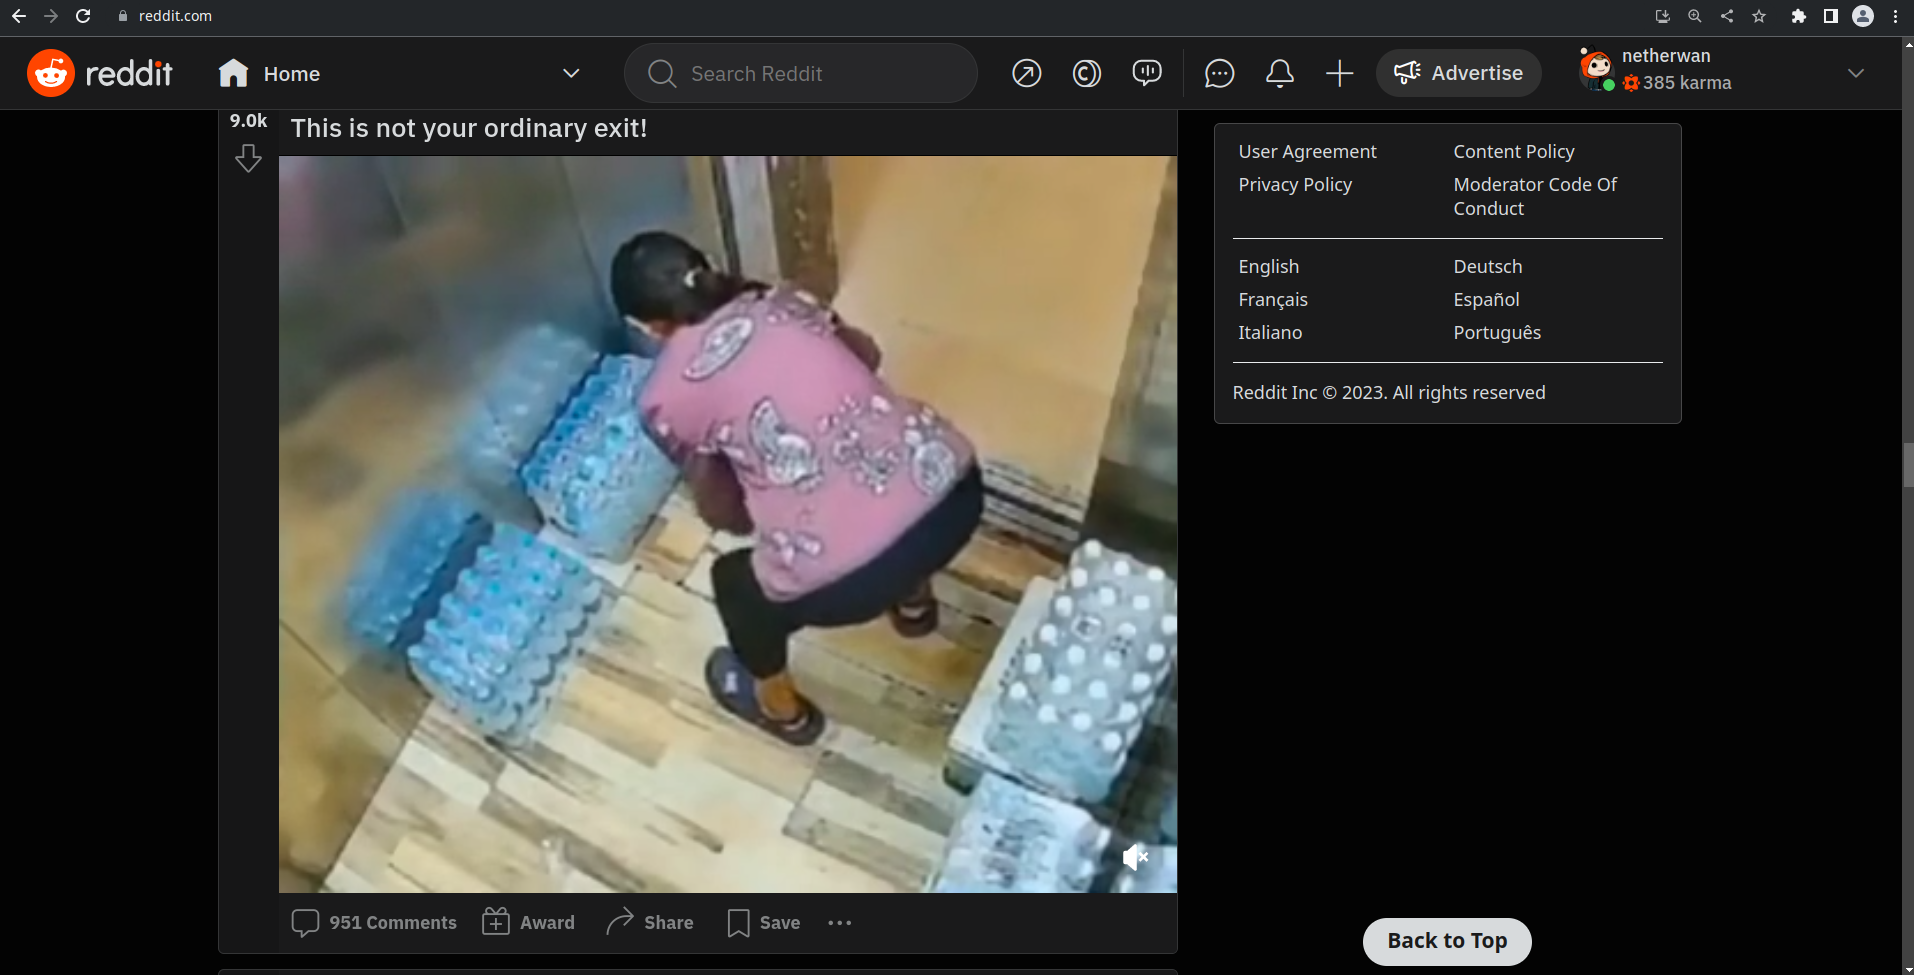 reddit.com
reddit
Home
Search Reddit
Advertise
netherwan
385 karma
9.0k
This is not your ordinary exit!
User Agreement
Content Policy
Privacy Policy
Moderator Code Of
Conduct
English
Deutsch
Français
Español
Italiano
Português
Reddit Inc © 2023. All rights reserved
951 Comments
Award
Share
Save
Back to Top